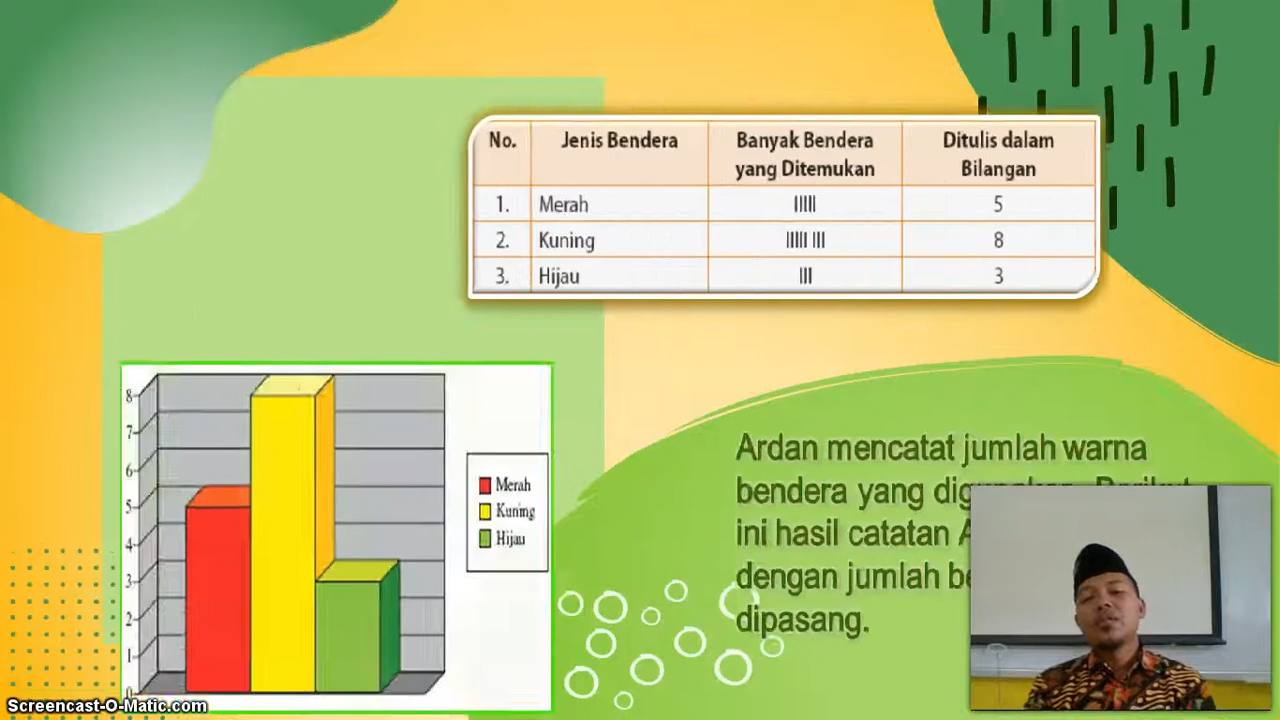 No. Jenis Bendera Banyak Bendera yang Ditemukan Ditulis dalam Bilangan
1. Merah IIIII 5
2. Kuning IIIII III 8
3. Hijau III 3
8
7
6
5
4
3
2
1
0
Merah
Kuning
Hijau
Ardan mencatat jumlah warna
bendera yang
ini hasil catatan
dengan jumlah
dipasang.
Screencast-O-Matic.com